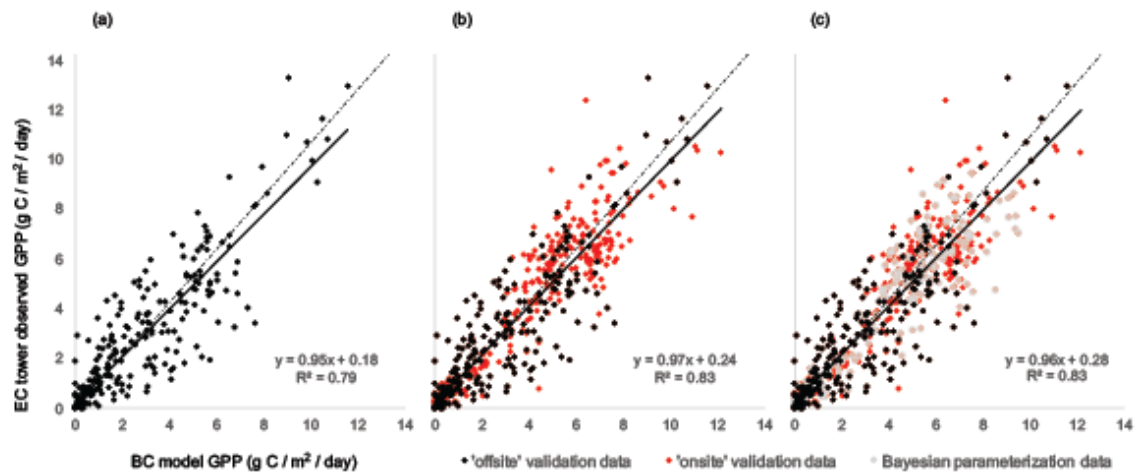 (a) (b) (c)
14
12
10
8
6
4
2
0
EC tower observed GPP (g C / m² / day)
y = 0.95x + 0.18
R² = 0.79
y = 0.97x + 0.24
R² = 0.83
y = 0.96x + 0.28
R² = 0.83
0 2 4 6 8 10 12 14
0 2 4 6 8 10 12 14
0 2 4 6 8 10 12 14
BC model GPP (g C / m² / day)
'offsite' validation data
'onsite' validation data
Bayesian parameterization data